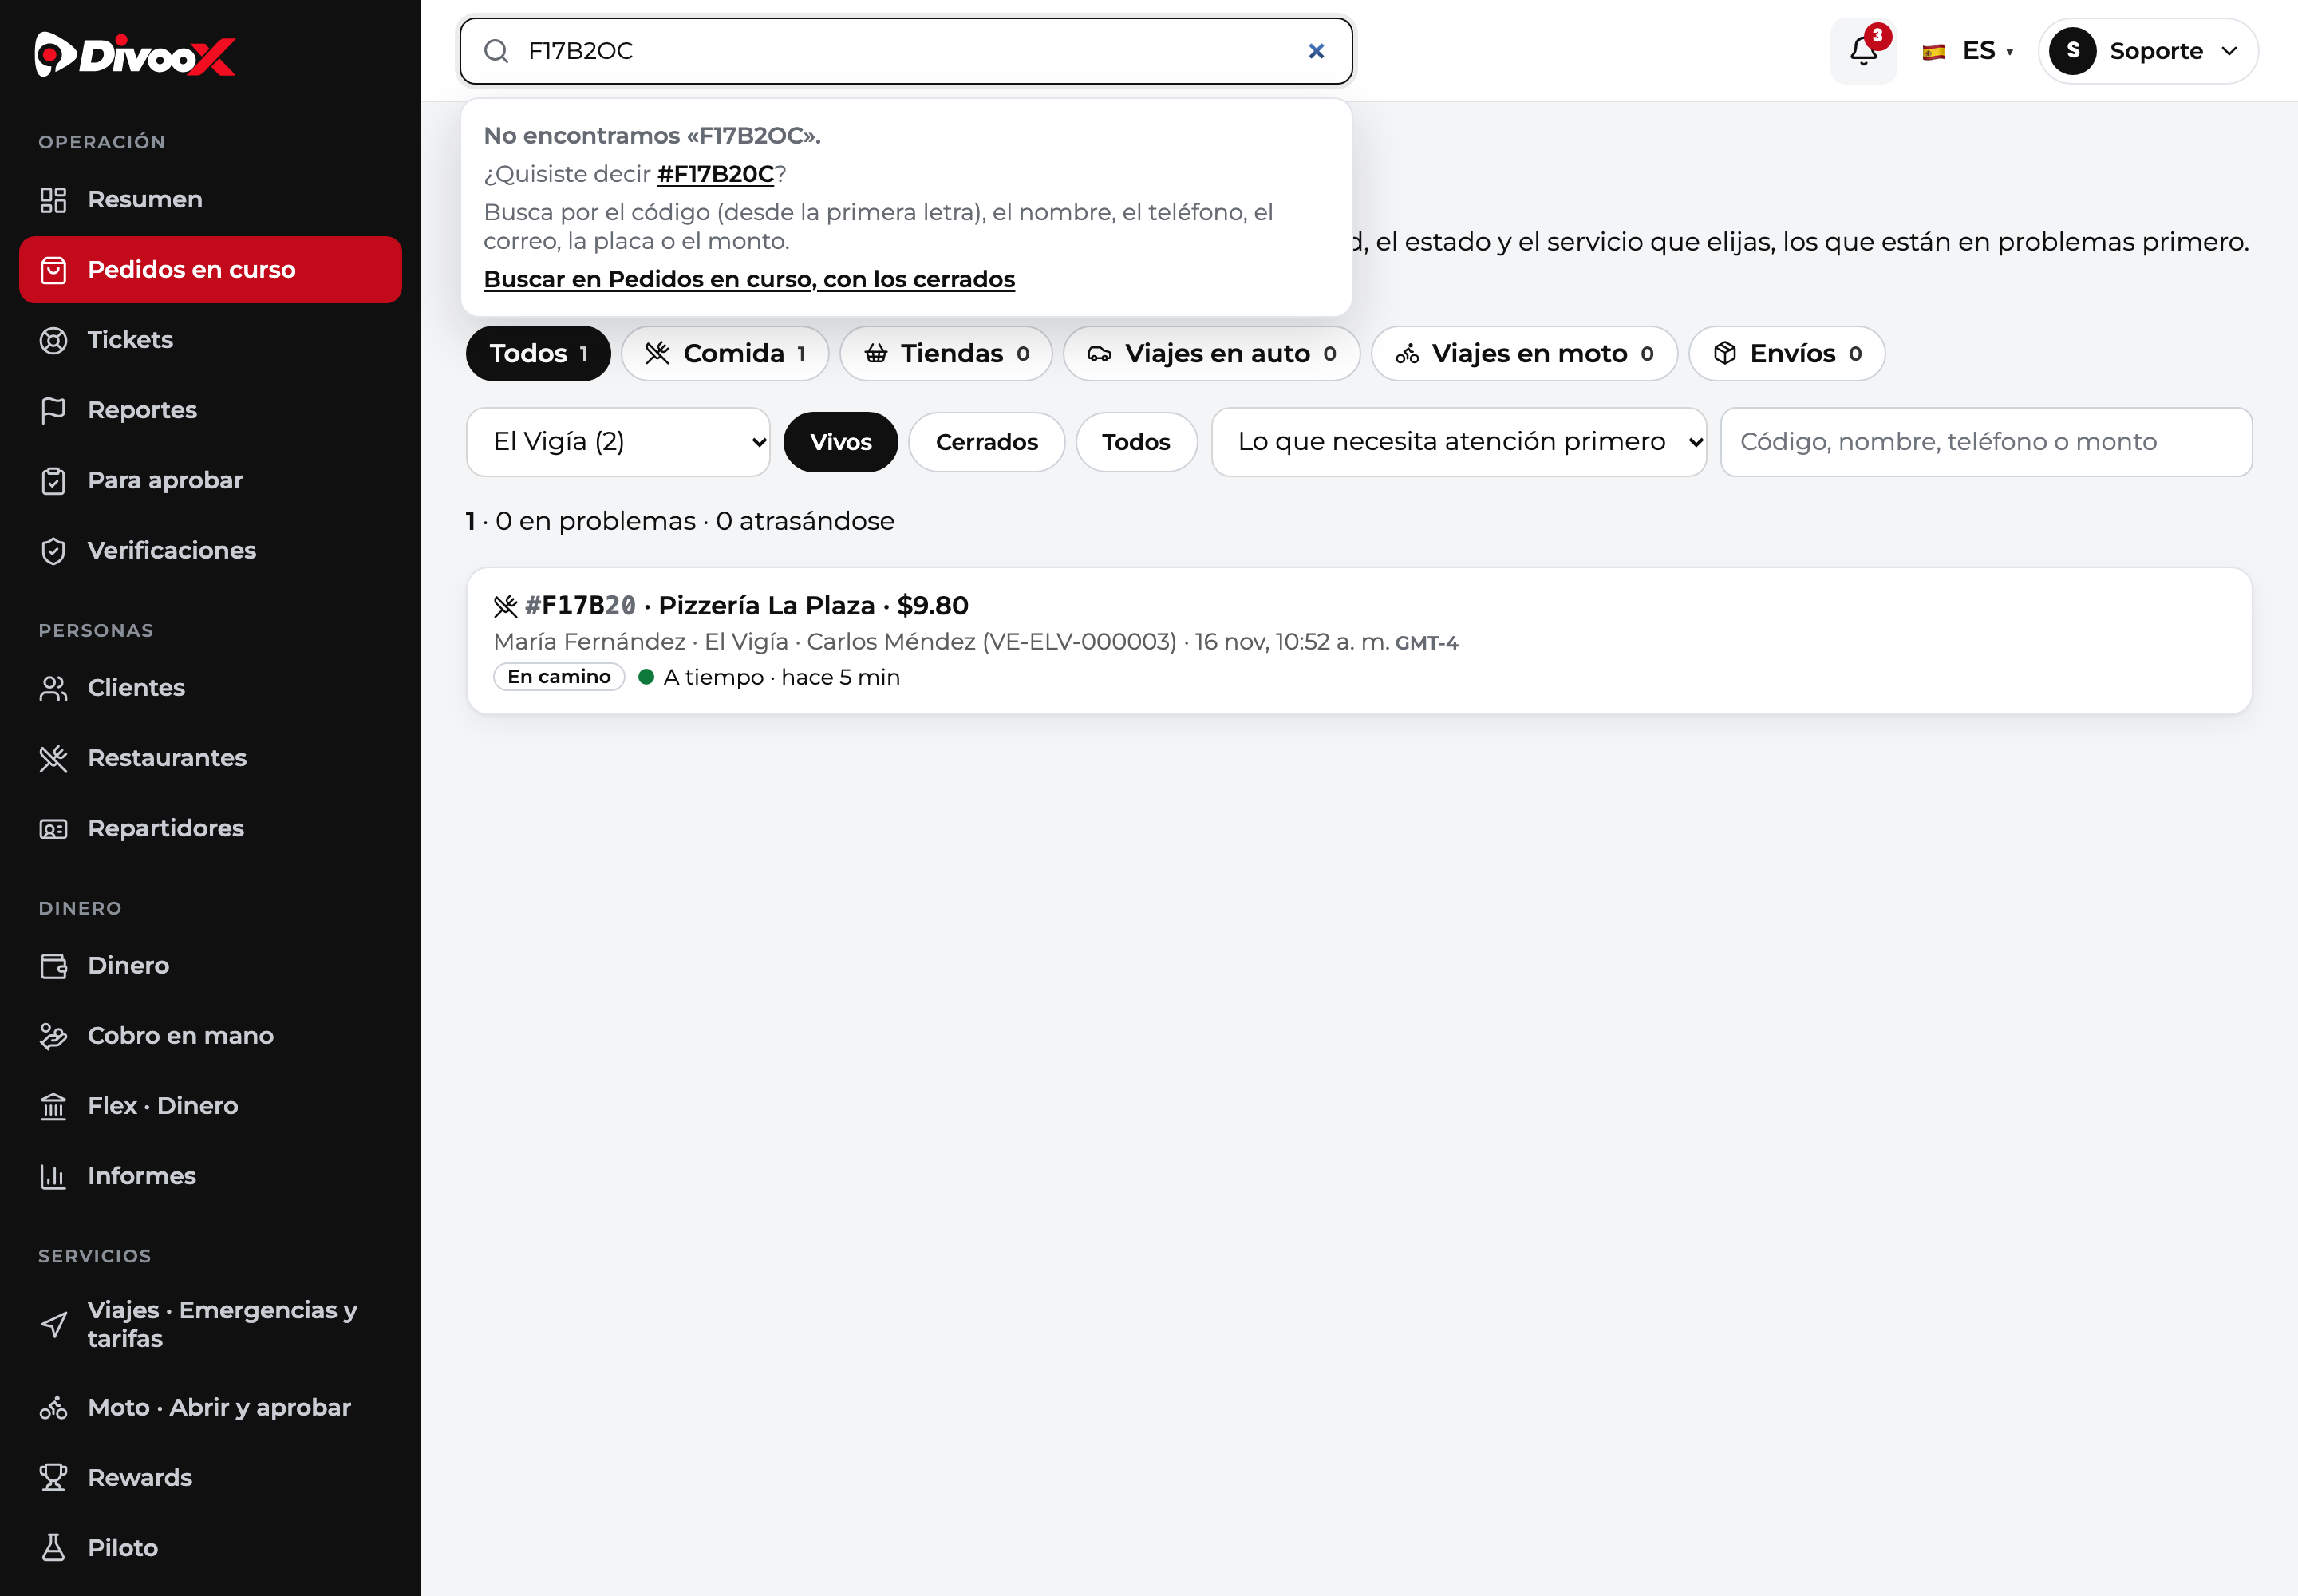 DivooX
F17B2OC
3
ES
S
Soporte
No encontramos «F17B2OC».
¿Quisiste decir #F17B20C?
Busca por el código (desde la primera letra), el nombre, el teléfono, el
correo, la placa o el monto.
Buscar en Pedidos en curso, con los cerrados
d, el estado y el servicio que elijas, los que están en problemas primero.
OPERACIÓN
Resumen
Pedidos en curso
Tickets
Reportes
Para aprobar
Verificaciones
PERSONAS
Clientes
Restaurantes
Repartidores
DINERO
Dinero
Cobro en mano
Flex · Dinero
Informes
SERVICIOS
Viajes · Emergencias y
tarifas
Moto · Abrir y aprobar
Rewards
Piloto
Todos 1
Comida 1
Tiendas 0
Viajes en auto 0
Viajes en moto 0
Envíos 0
El Vigía (2)
Vivos
Cerrados
Todos
Lo que necesita atención primero
Código, nombre, teléfono o monto
1 · 0 en problemas · 0 atrasándose
#F17B20 · Pizzería La Plaza · $9.80
María Fernández · El Vigía · Carlos Méndez (VE-ELV-000003) · 16 nov, 10:52 a. m. GMT-4
En camino
A tiempo · hace 5 min